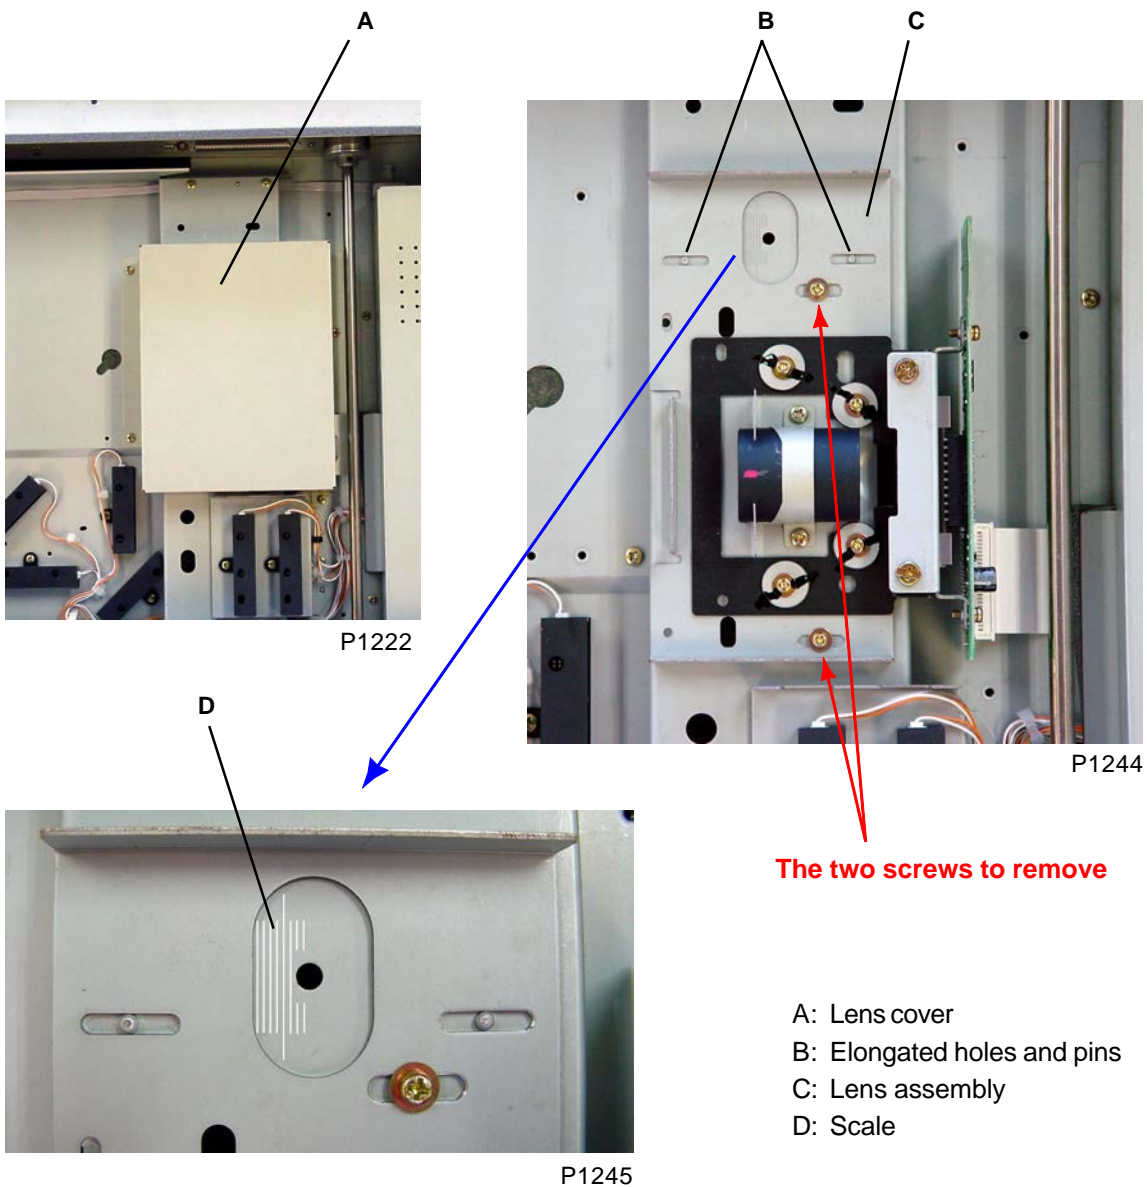 A
B
C
P1222
P1244
D
The two screws to remove
A: Lens cover
B: Elongated holes and pins
C: Lens assembly
D: Scale
P1245